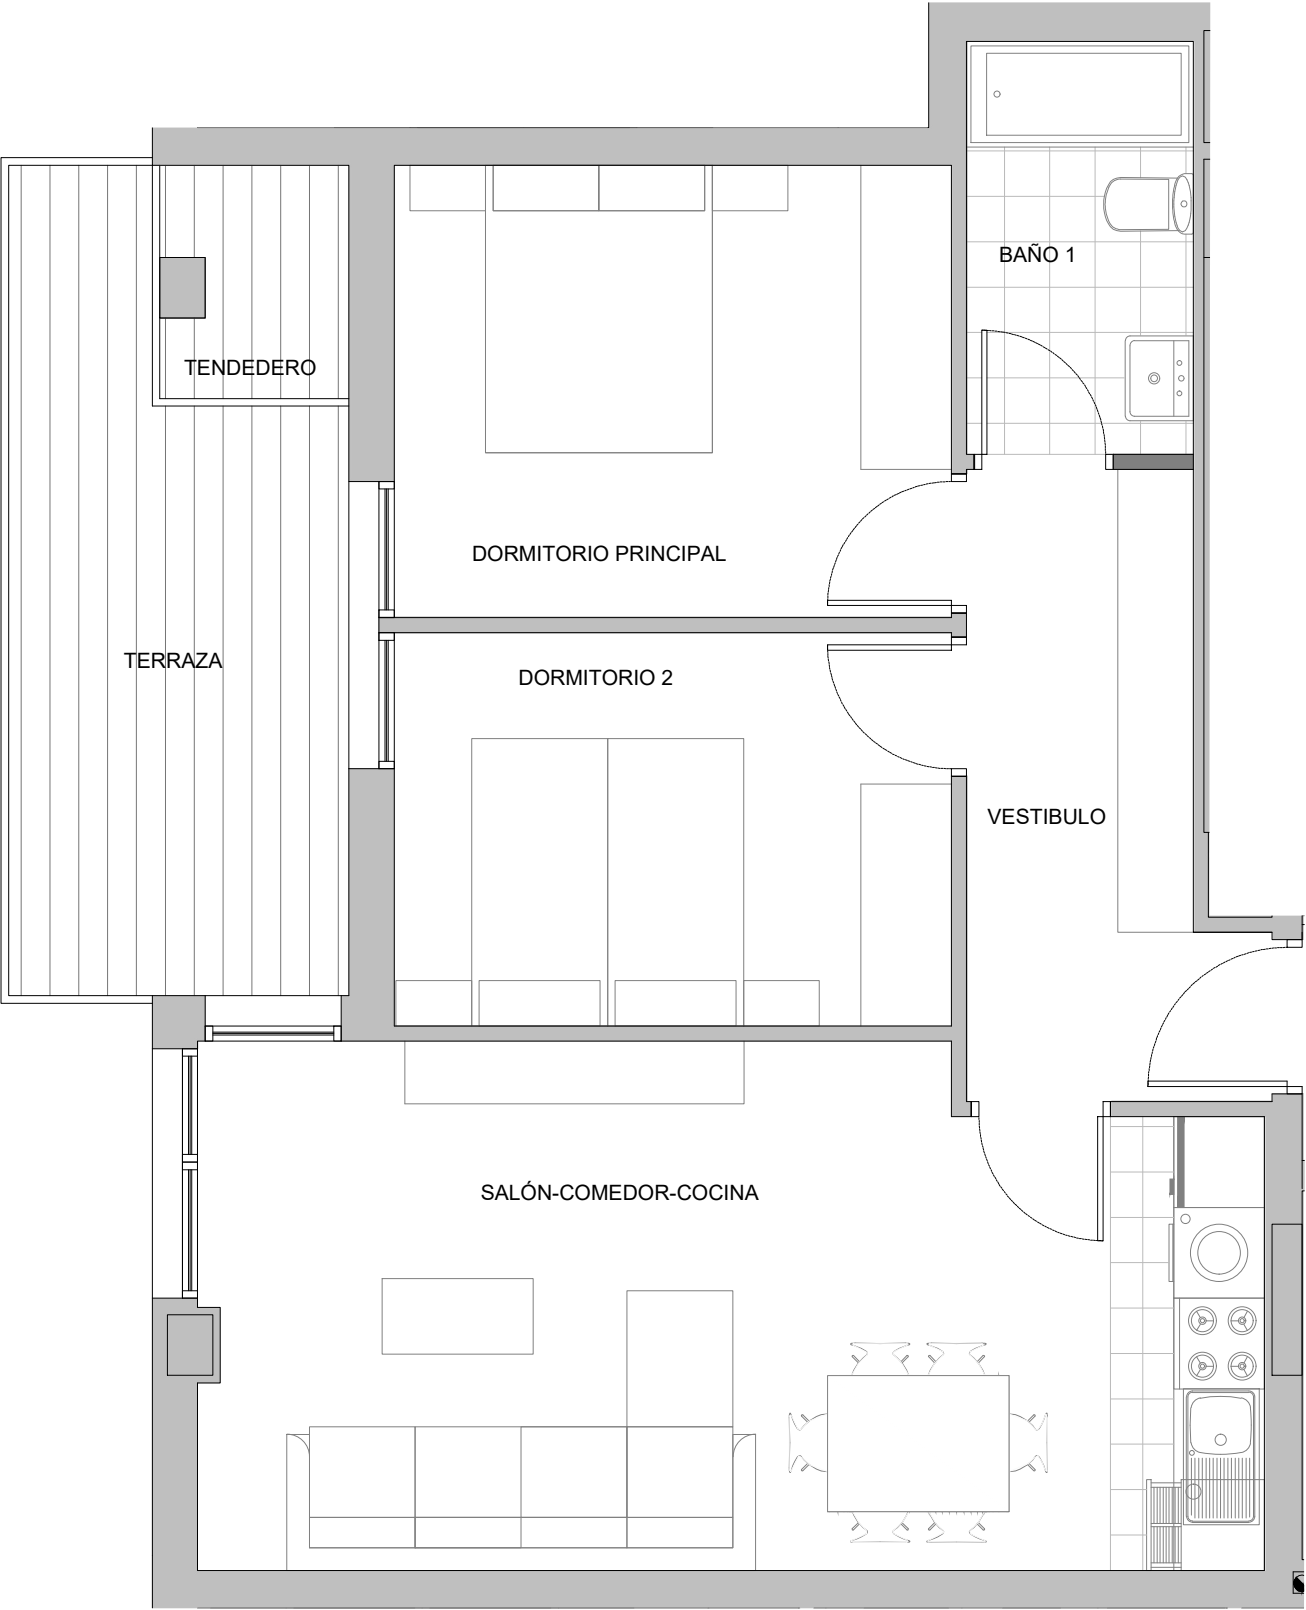 BAÑO 1
TENDEDERO
DORMITORIO PRINCIPAL
TERRAZA
DORMITORIO 2
VESTIBULO
SALÓN-COMEDOR-COCINA